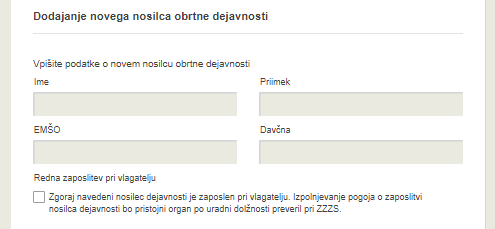 Dodajanje novega nosilca obrtne dejavnosti
Vpišite podatke o novem nosilcu obrtne dejavnosti
Ime Priimek
EMŠO Davčna
Redna zaposlitev pri vlagatelju
Zgoraj navedeni nosilec dejavnosti je zaposlen pri vlagatelju. Izpolnjevanje pogoja o zaposlitvi
nosilca dejavnosti bo pristojni organ po uradni dolžnosti preveril pri ZZZS.